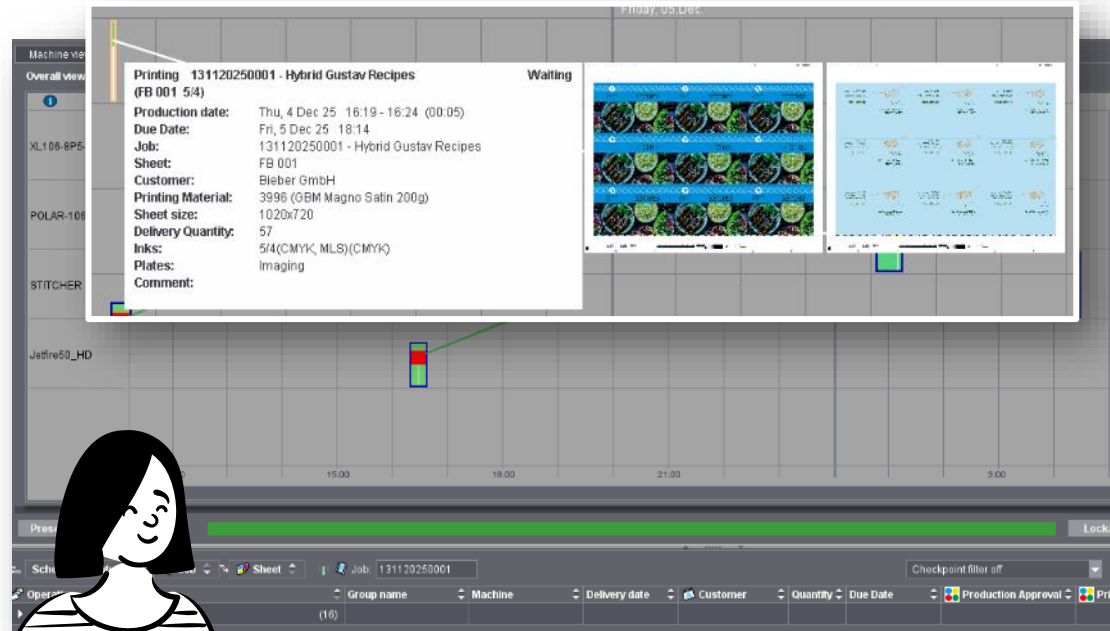 Friday, 05 Dec.
Machine vie
Overall view
Printing 131120250001 - Hybrid Gustav Recipes Waiting
(FB 001 5/4)
Production date: Thu, 4 Dec 25 16:19 - 16:24 (00:05)
Due Date: Fri, 5 Dec 25 18:14
Job: 131120250001 - Hybrid Gustav Recipes
Sheet: FB 001
Customer: Bieber GmbH
Printing Material: 3996 (GBM Magno Satin 200g)
Sheet size: 1020x720
Delivery Quantity: 57
Inks: 5/4(CMYK, MLS)(CMYK)
Plates: Imaging
Comment:
XL106-8P5-
POLAR-106
STITCHER
Jetfire50_HD
15:00 18:00 21:00 3:00
Prese
Lock
Sche
Sheet
Job: 131120250001
Checkpoint filter off
Operat
Group name
Machine
Delivery date
Customer
Quantity
Due Date
Production Approval
Pri
(16)